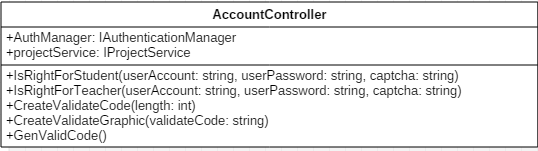 AccountController
+AuthManager: IAuthenticationManager
+projectService: IProjectService
+IsRightForStudent(userAccount: string, userPassword: string, captcha: string)
+IsRightForTeacher(userAccount: string, userPassword: string, captcha: string)
+CreateValidateCode(length: int)
+CreateValidateGraphic(validateCode: string)
+GenValidCode()